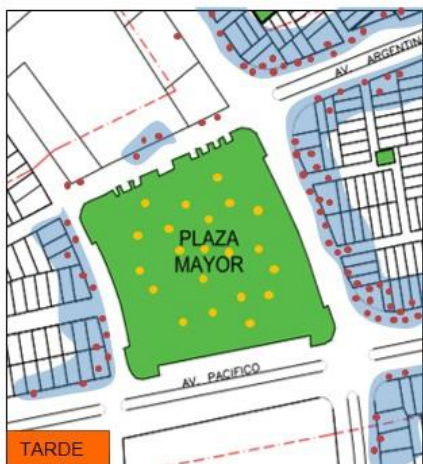 AV. ARGENTIN
PLAZA
MAYOR
AV. PACIFICO
TARDE